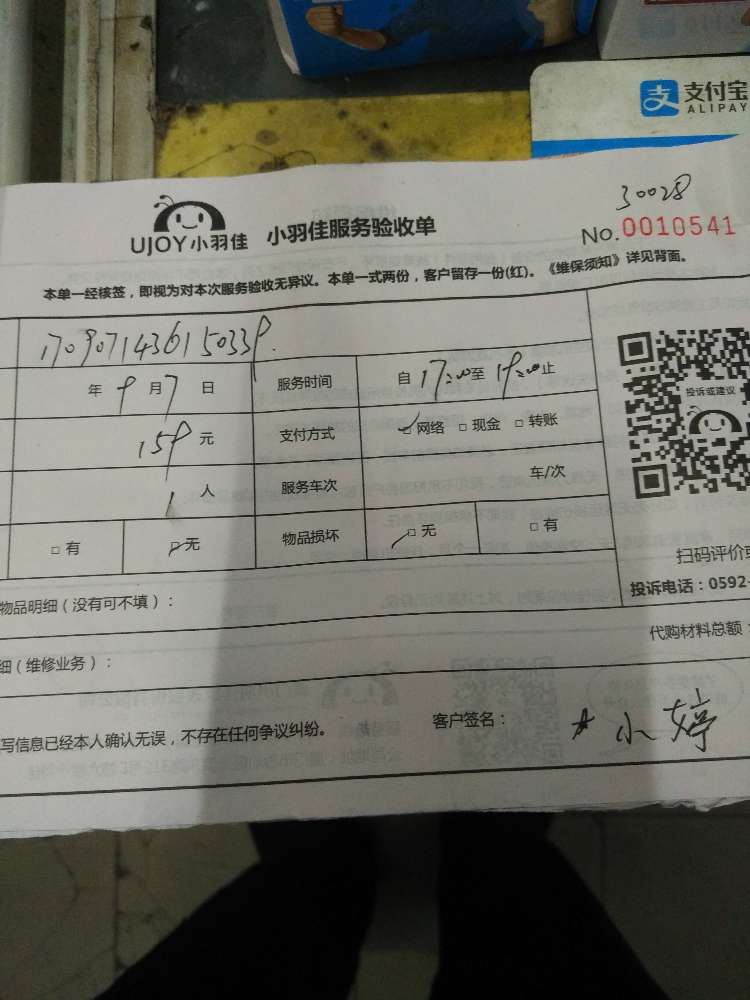 支付宝
ALIPAY
30028
UJOY小羽佳 小羽佳服务验收单 No.0010541
本单一经核签，即视为对本次服务验收无异议。本单一式两份，客户留存一份(红)。《维保须知》详见背面。
1709071436150339
年 9 月 7 日 服务时间 自 17:00 至 19:00 止
投诉或建议
159 元 支付方式 ☑网络 □现金 □转账
1 人 服务车次 车/次
□有 ☑无 物品损坏 ☑无 □有
扫码评价或
投诉电话：0592-
物品明细（没有可不填）：
代购材料总额：
细（维修业务）：
写信息已经本人确认无误，不存在任何争议纠纷。 客户签名： 小婷